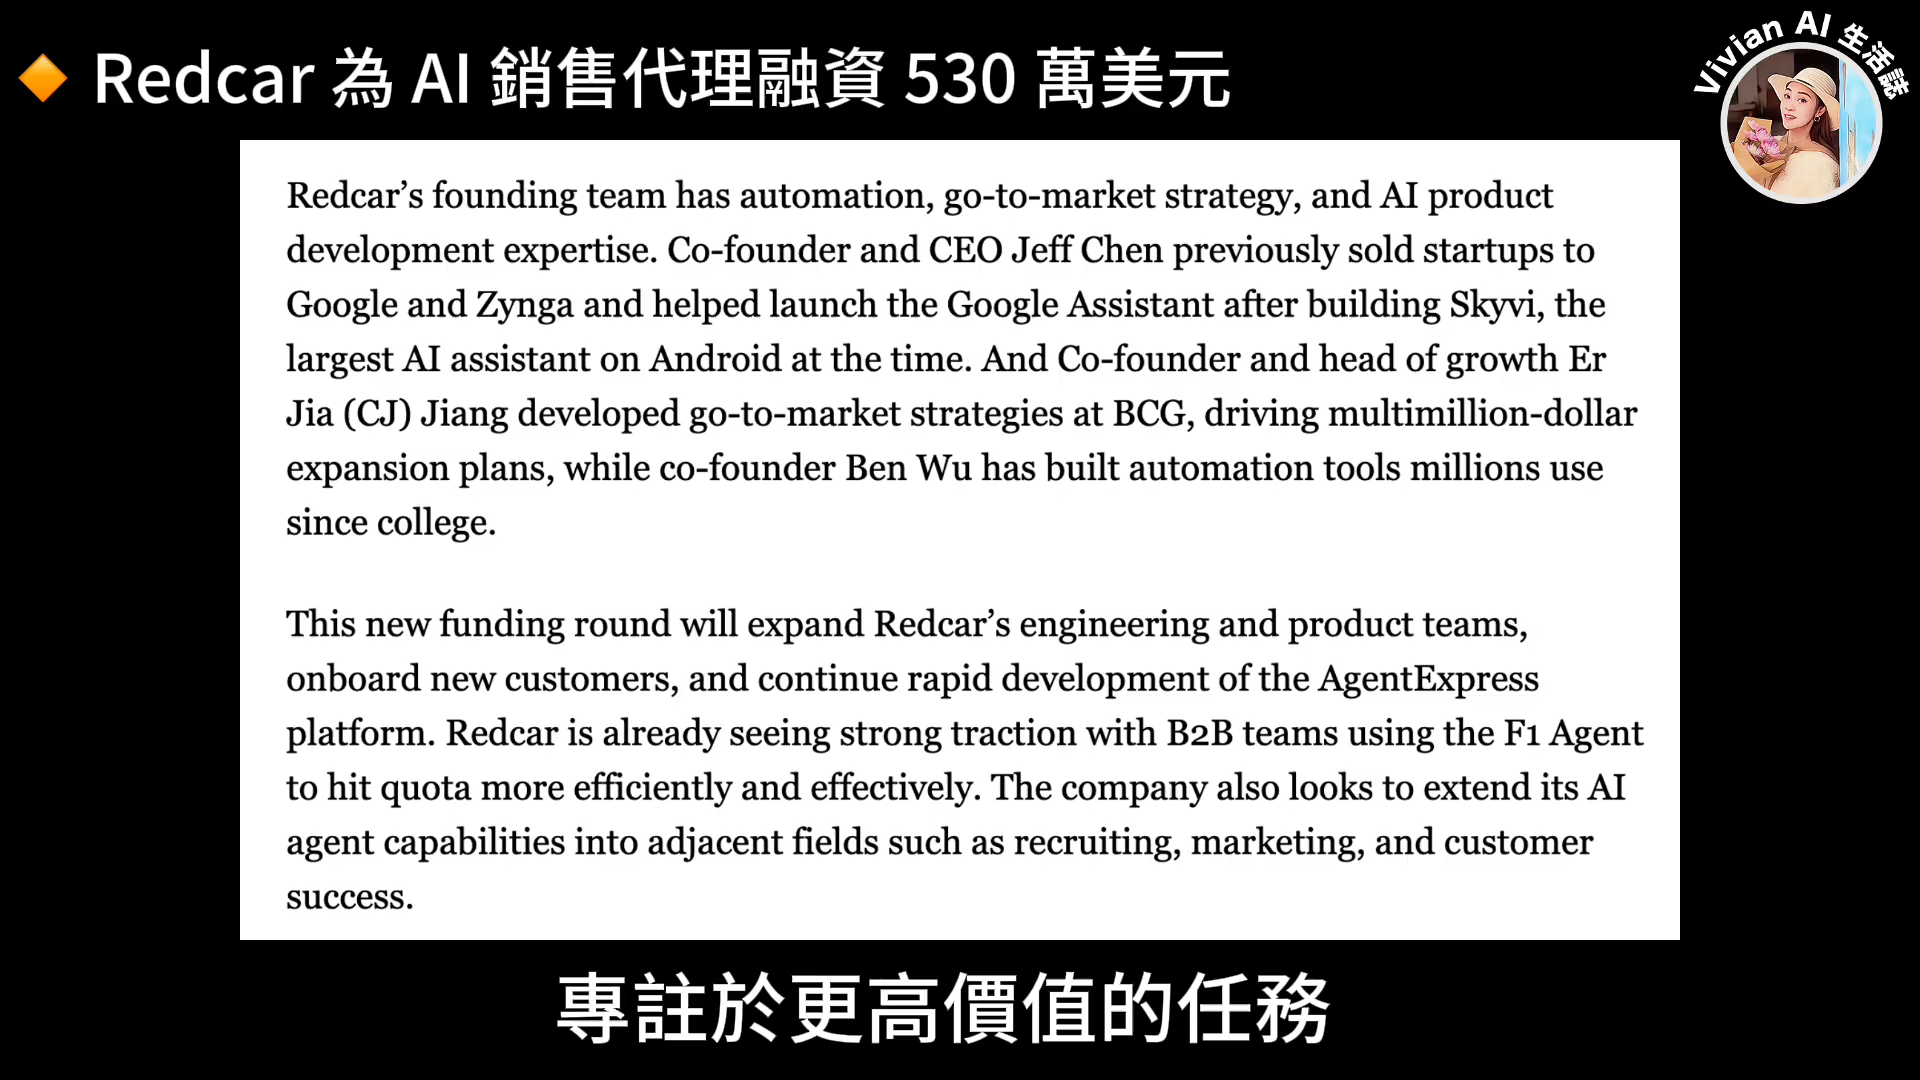 Redcar 為 AI 銷售代理融資 530 萬美元
Vivian AI 生活誌
Redcar’s founding team has automation, go-to-market strategy, and AI product
development expertise. Co-founder and CEO Jeff Chen previously sold startups to
Google and Zynga and helped launch the Google Assistant after building Skyvi, the
largest AI assistant on Android at the time. And Co-founder and head of growth Er
Jia (CJ) Jiang developed go-to-market strategies at BCG, driving multimillion-dollar
expansion plans, while co-founder Ben Wu has built automation tools millions use
since college.
This new funding round will expand Redcar’s engineering and product teams,
onboard new customers, and continue rapid development of the AgentExpress
platform. Redcar is already seeing strong traction with B2B teams using the F1 Agent
to hit quota more efficiently and effectively. The company also looks to extend its AI
agent capabilities into adjacent fields such as recruiting, marketing, and customer
success.
專註於更高價值的任務